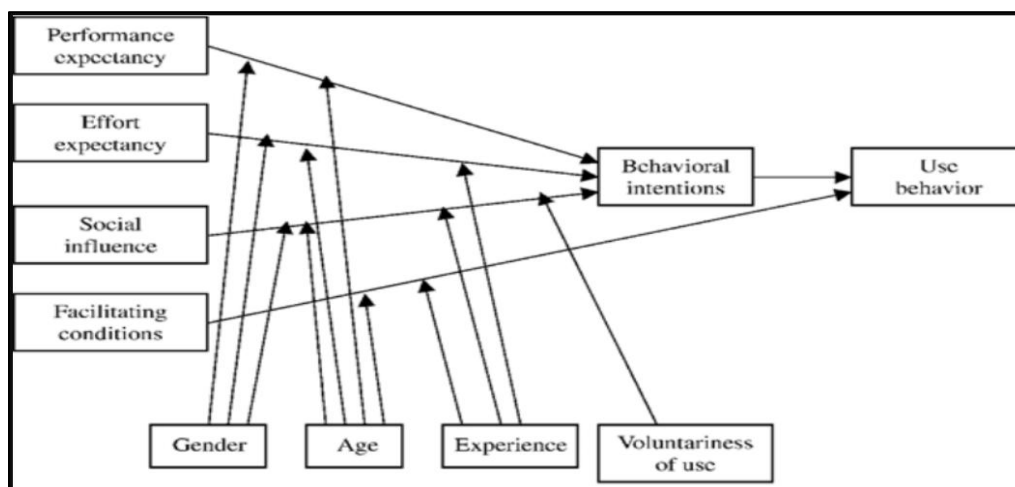 Performance
expectancy
Effort
expectancy
Behavioral
intentions
Use
behavior
Social
influence
Facilitating
conditions
Gender
Age
Experience
Voluntariness
of use